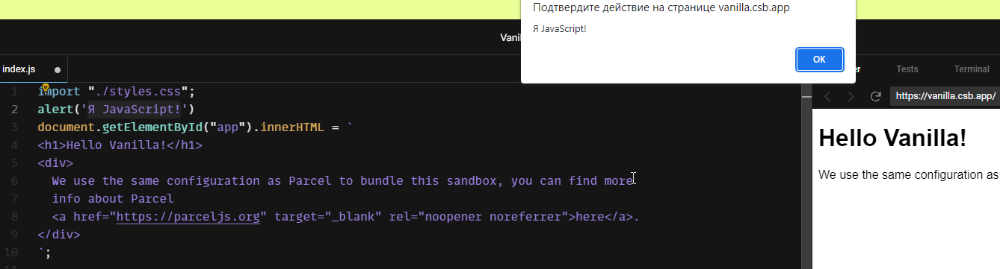 Подтвердите действие на странице vanilla.csb.app
Я JavaScript!
OK
index.js
Tests
Terminal
https://vanilla.csb.app/
1 import "./styles.css";
2 alert('Я JavaScript!')
3 document.getElementById("app").innerHTML = `
4 <h1>Hello Vanilla!</h1>
5 <div>
6 We use the same configuration as Parcel to bundle this sandbox, you can find more
7 info about Parcel
8 <a href="https://parceljs.org" target="_blank" rel="noopener noreferrer">here</a>.
9 </div>
10 `;
Hello Vanilla!
We use the same configuration as